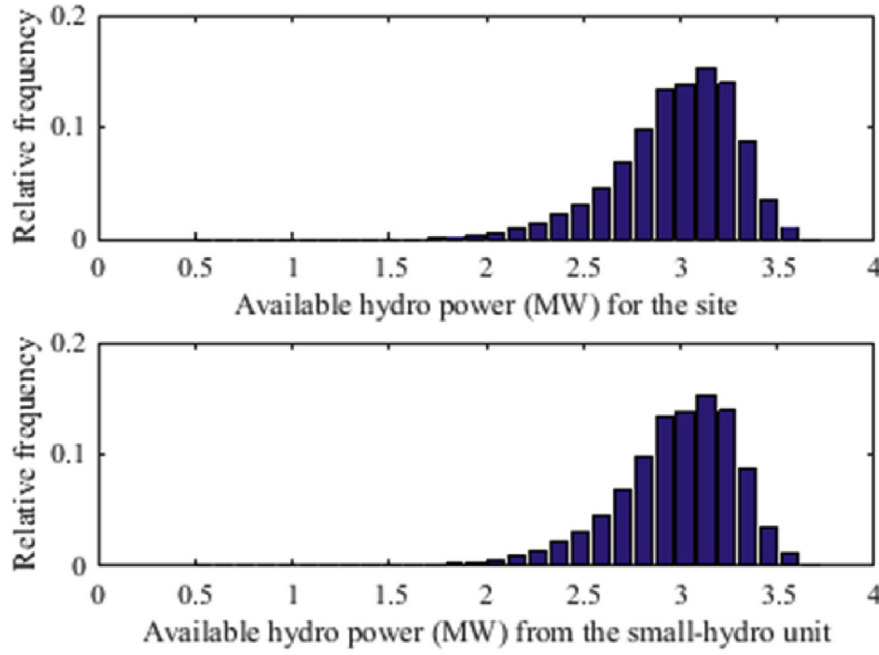 Relative frequency
0.2
0.1
0
0 0.5 1 1.5 2 2.5 3 3.5 4
Available hydro power (MW) for the site
Relative frequency
0.2
0.1
0
0 0.5 1 1.5 2 2.5 3 3.5 4
Available hydro power (MW) from the small-hydro unit